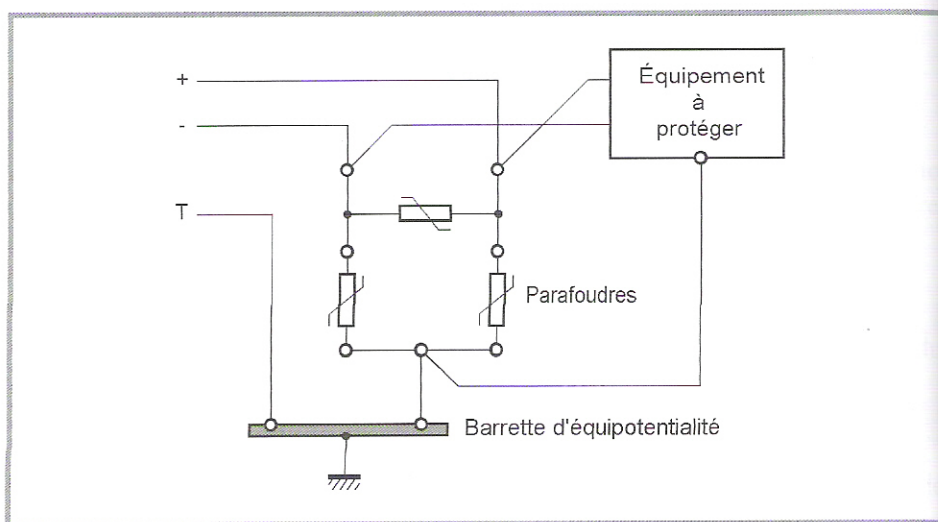 +
-
T
Équipement
à
protéger
Parafoudres
Barrette d'équipotentialité